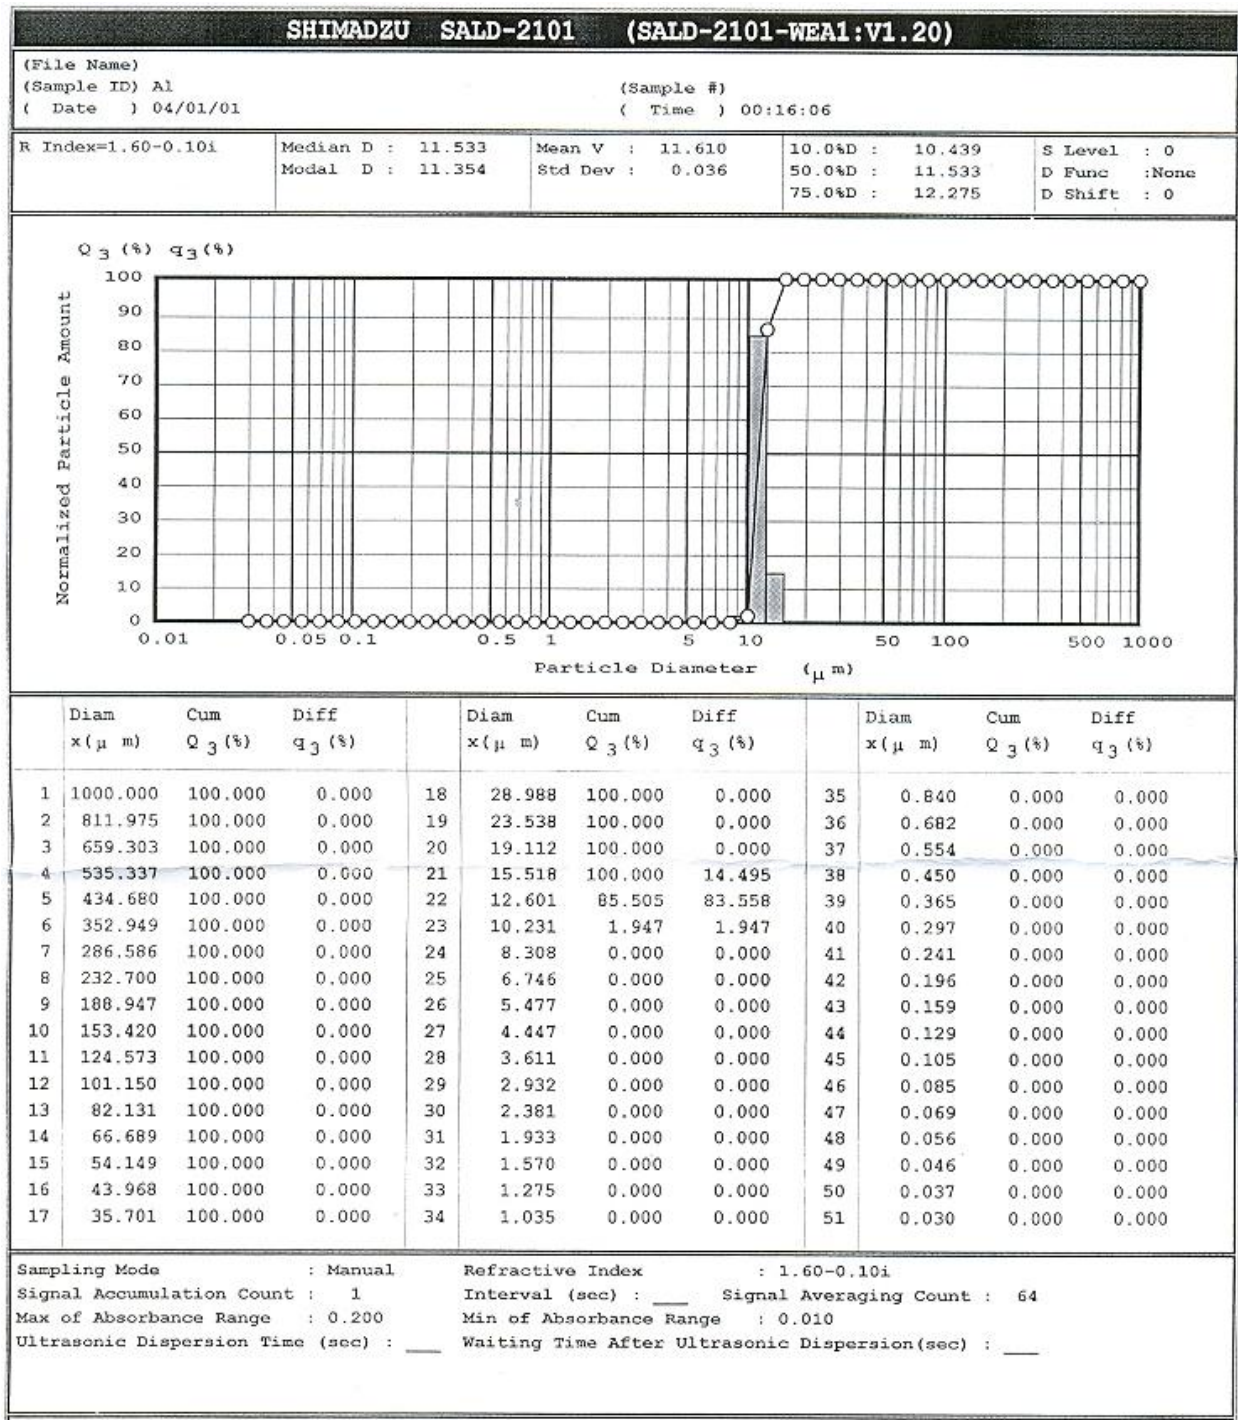 SHIMADZU SALD-2101 (SALD-2101-WEA1:V1.20)
(File Name)
(Sample ID) Al (Sample #)
( Date ) 04/01/01 ( Time ) 00:16:06
R Index=1.60-0.10i Median D : 11.533 Mean V : 11.610 10.0%D : 10.439 S Level : 0
Modal D : 11.354 Std Dev : 0.036 50.0%D : 11.533 D Func :None
75.0%D : 12.275 D Shift : 0
Q 3 (%) q 3 (%)
Normalized Particle Amount
100
90
80
70
60
50
40
30
20
10
0
0.01 0.05 0.1 0.5 1 5 10 50 100 500 1000
Particle Diameter (μ m)
Diam Cum Diff Diam Cum Diff Diam Cum Diff
x(μ m) Q 3 (%) q 3 (%) x(μ m) Q 3 (%) q 3 (%) x(μ m) Q 3 (%) q 3 (%)
1 1000.000 100.000 0.000 18 28.988 100.000 0.000 35 0.840 0.000 0.000
2 811.975 100.000 0.000 19 23.538 100.000 0.000 36 0.682 0.000 0.000
3 659.303 100.000 0.000 20 19.112 100.000 0.000 37 0.554 0.000 0.000
4 535.337 100.000 0.000 21 15.518 100.000 14.495 38 0.450 0.000 0.000
5 434.680 100.000 0.000 22 12.601 85.505 83.558 39 0.365 0.000 0.000
6 352.949 100.000 0.000 23 10.231 1.947 1.947 40 0.297 0.000 0.000
7 286.586 100.000 0.000 24 8.308 0.000 0.000 41 0.241 0.000 0.000
8 232.700 100.000 0.000 25 6.746 0.000 0.000 42 0.196 0.000 0.000
9 188.947 100.000 0.000 26 5.477 0.000 0.000 43 0.159 0.000 0.000
10 153.420 100.000 0.000 27 4.447 0.000 0.000 44 0.129 0.000 0.000
11 124.573 100.000 0.000 28 3.611 0.000 0.000 45 0.105 0.000 0.000
12 101.150 100.000 0.000 29 2.932 0.000 0.000 46 0.085 0.000 0.000
13 82.131 100.000 0.000 30 2.381 0.000 0.000 47 0.069 0.000 0.000
14 66.689 100.000 0.000 31 1.933 0.000 0.000 48 0.056 0.000 0.000
15 54.149 100.000 0.000 32 1.570 0.000 0.000 49 0.046 0.000 0.000
16 43.968 100.000 0.000 33 1.275 0.000 0.000 50 0.037 0.000 0.000
17 35.701 100.000 0.000 34 1.035 0.000 0.000 51 0.030 0.000 0.000
Sampling Mode : Manual Refractive Index : 1.60-0.10i
Signal Accumulation Count : 1 Interval (sec) : ___ Signal Averaging Count : 64
Max of Absorbance Range : 0.200 Min of Absorbance Range : 0.010
Ultrasonic Dispersion Time (sec) : ___ Waiting Time After Ultrasonic Dispersion(sec) : ___